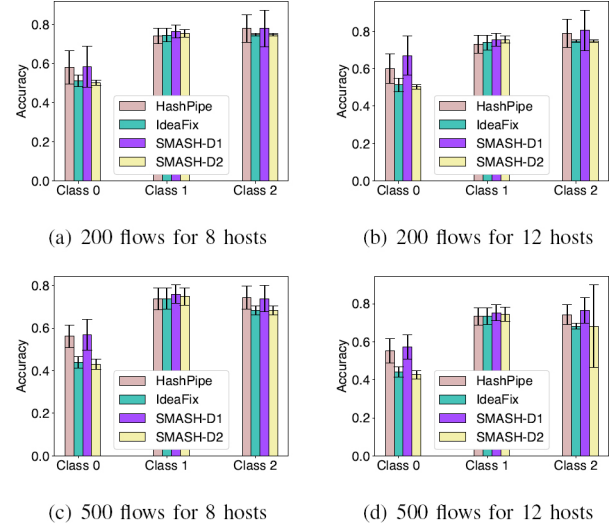 Accuracy
0.8
0.6
0.4
0.2
0.0
Class 0 Class 1 Class 2
HashPipe
IdeaFix
SMASH-D1
SMASH-D2
(a) 200 flows for 8 hosts
Accuracy
0.8
0.6
0.4
0.2
0.0
Class 0 Class 1 Class 2
HashPipe
IdeaFix
SMASH-D1
SMASH-D2
(b) 200 flows for 12 hosts
Accuracy
0.8
0.6
0.4
0.2
0.0
Class 0 Class 1 Class 2
HashPipe
IdeaFix
SMASH-D1
SMASH-D2
(c) 500 flows for 8 hosts
Accuracy
0.8
0.6
0.4
0.2
0.0
Class 0 Class 1 Class 2
HashPipe
IdeaFix
SMASH-D1
SMASH-D2
(d) 500 flows for 12 hosts